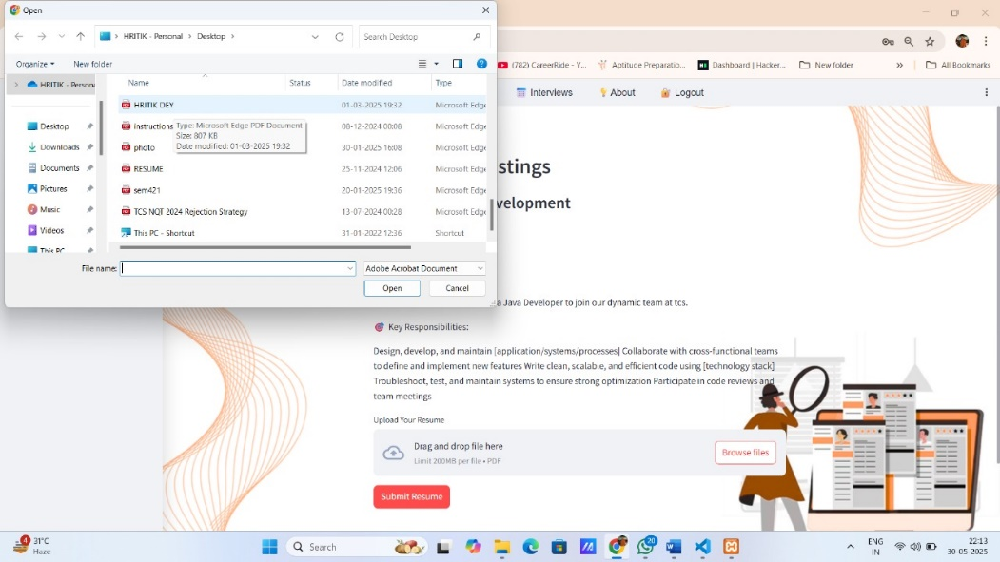 Open
HRITIK - Personal > Desktop >
Search Desktop
Organize
New folder
HRITIK - Persona
Name
Status
Date modified
Type
HRITIK DEY
01-03-2025 19:32
Microsoft Edge
instructions
08-12-2024 00:08
Microsoft Edge
Type: Microsoft Edge PDF Document
Size: 807 KB
Date modified: 01-03-2025 19:32
photo
30-01-2025 16:08
Microsoft Edge
RESUME
25-11-2024 12:06
Microsoft Edge
sem421
20-01-2025 19:36
Microsoft Edge
TCS NQT 2024 Rejection Strategy
13-07-2024 00:28
Microsoft Edge
This PC - Shortcut
31-01-2022 12:36
Shortcut
Desktop
Downloads
Documents
Pictures
Music
Videos
This PC
File name:
Adobe Acrobat Document
Open
Cancel
(782) CareerRide - Y...
Aptitude Preparatio...
Dashboard | Hacker...
New folder
»
All Bookmarks
Interviews
About
Logout
stings
velopment
a Java Developer to join our dynamic team at tcs.
Key Responsibilities:
Design, develop, and maintain [application/systems/processes] Collaborate with cross-functional teams
to define and implement new features Write clean, scalable, and efficient code using [technology stack]
Troubleshoot, test, and maintain systems to ensure strong optimization Participate in code reviews and
team meetings
Upload Your Resume
Drag and drop file here
Limit 200MB per file • PDF
Browse files
Submit Resume
4
31°C
Haze
Search
20
ENG
IN
22:13
30-05-2025